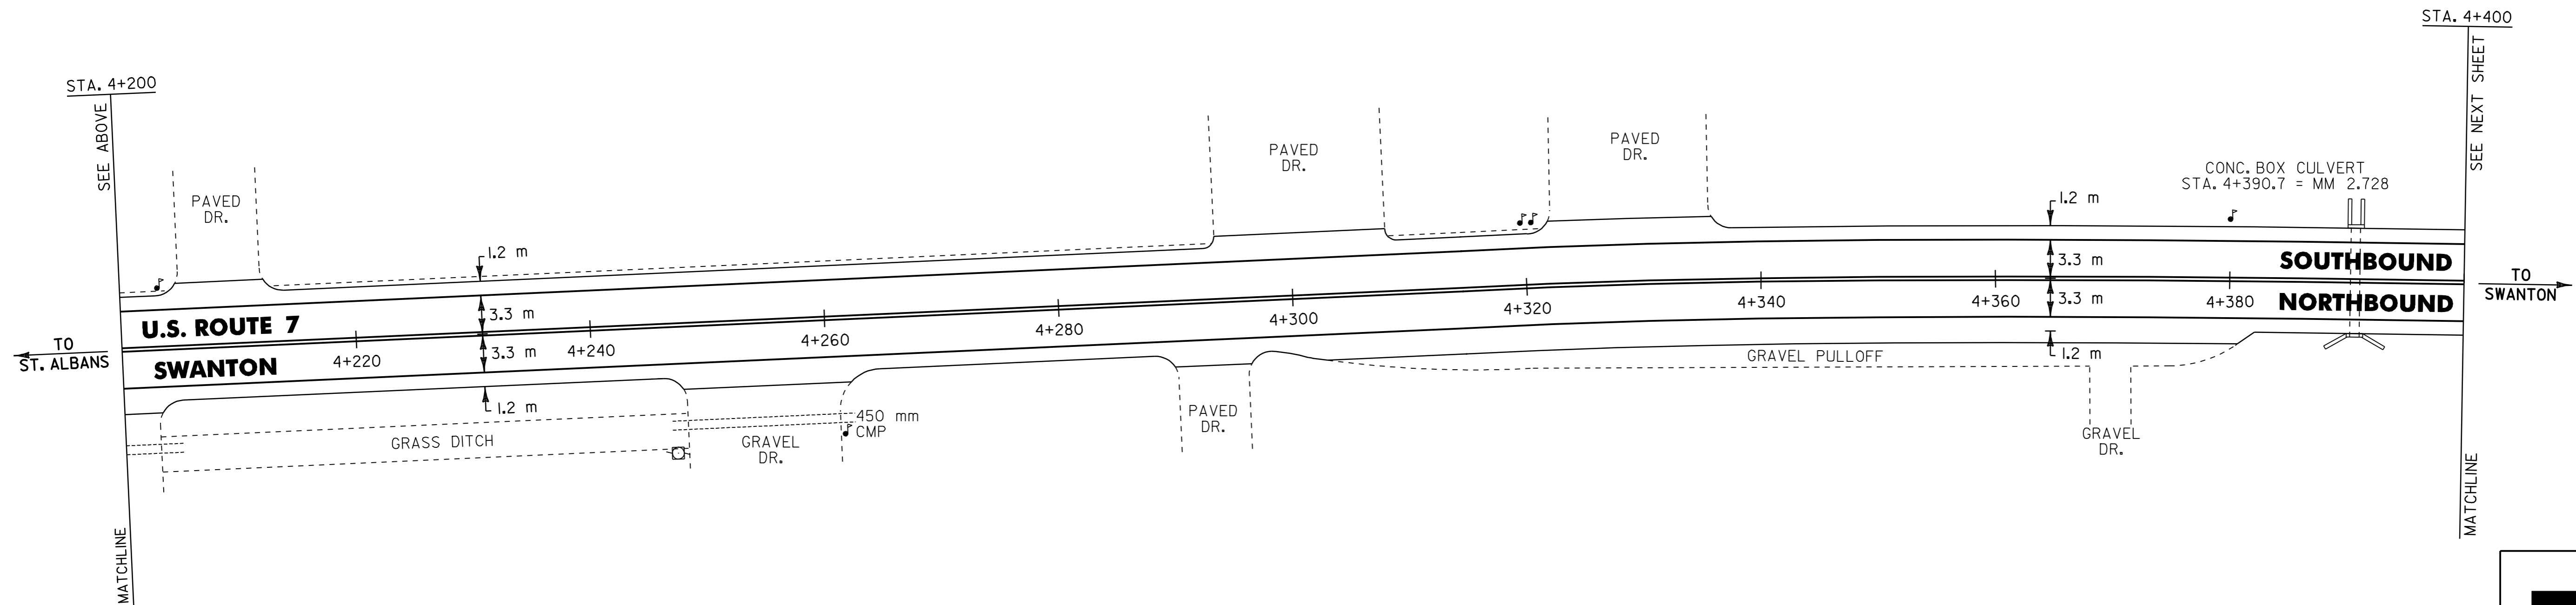 STA. 4+400
STA. 4+200
SEE ABOVE
SEE NEXT SHEET
PAVED
DR.
PAVED
DR.
PAVED
DR.
CONC. BOX CULVERT
STA. 4+390.7 = MM 2.728
1.2 m
1.2 m
3.3 m
3.3 m
SOUTHBOUND
TO
SWANTON
U.S. ROUTE 7
3.3 m
3.3 m
NORTHBOUND
TO
ST. ALBANS
SWANTON
4+220
4+240
4+260
4+280
4+300
4+320
4+340
4+360
4+380
1.2 m
1.2 m
GRAVEL PULLOFF
GRASS DITCH
GRAVEL
DR.
450 mm
CMP
PAVED
DR.
GRAVEL
DR.
MATCHLINE
MATCHLINE